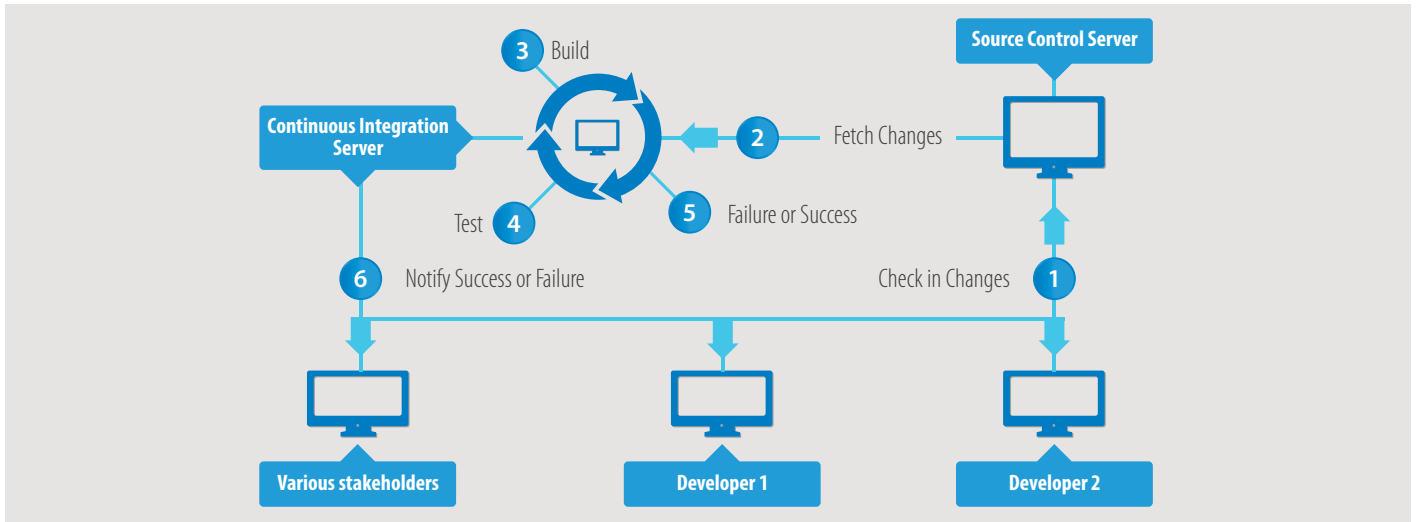 3 Build
Source Control Server
Continuous Integration
Server
2 Fetch Changes
Test 4
5 Failure or Success
6 Notify Success or Failure
Check in Changes 1
Various stakeholders
Developer 1
Developer 2